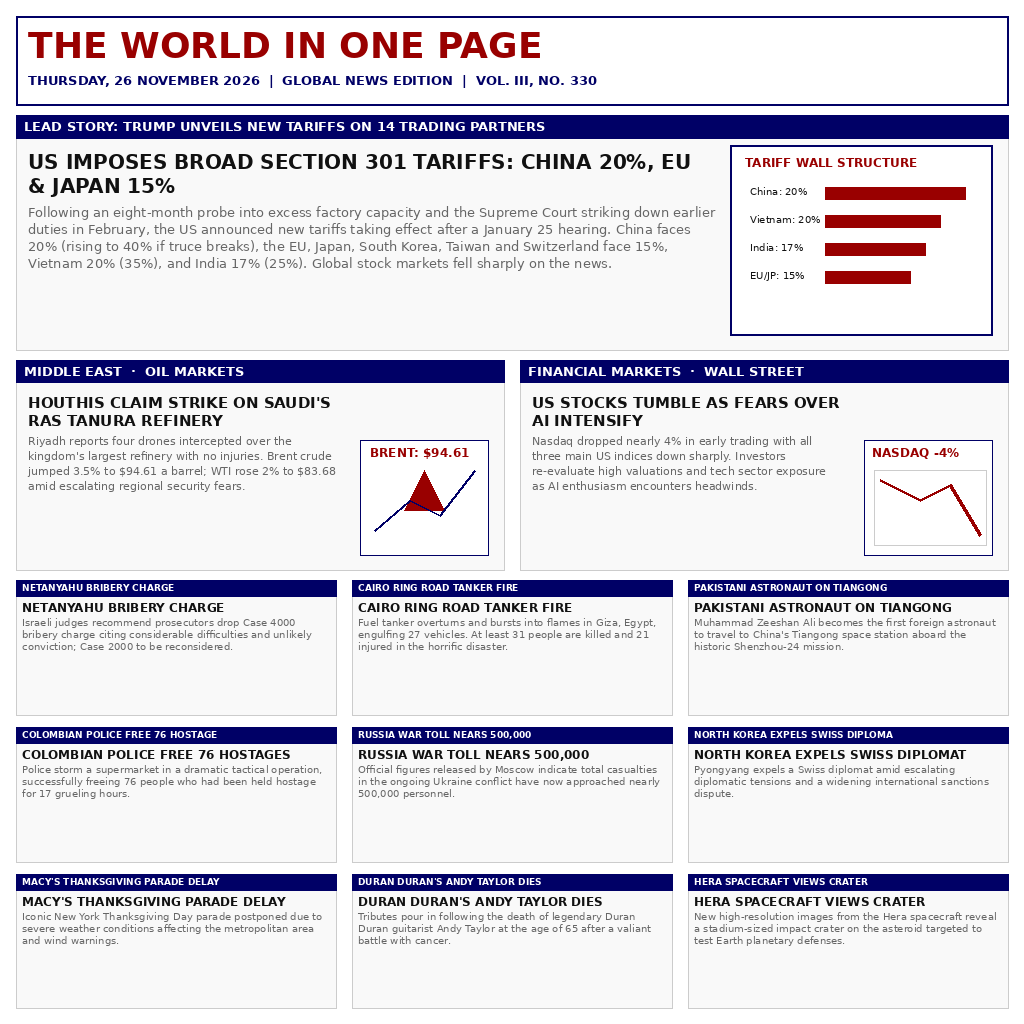 THE WORLD IN ONE PAGE
THURSDAY, 26 NOVEMBER 2026 | GLOBAL NEWS EDITION | VOL. III, NO. 330
LEAD STORY: TRUMP UNVEILS NEW TARIFFS ON 14 TRADING PARTNERS
US IMPOSES BROAD SECTION 301 TARIFFS: CHINA 20%, EU
& JAPAN 15%
Following an eight-month probe into excess factory capacity and the Supreme Court striking down earlier
duties in February, the US announced new tariffs taking effect after a January 25 hearing. China faces
20% (rising to 40% if truce breaks), the EU, Japan, South Korea, Taiwan and Switzerland face 15%,
Vietnam 20% (35%), and India 17% (25%). Global stock markets fell sharply on the news.
TARIFF WALL STRUCTURE
China: 20%
Vietnam: 20%
India: 17%
EU/JP: 15%
MIDDLE EAST · OIL MARKETS
HOUTHIS CLAIM STRIKE ON SAUDI'S
RAS TANURA REFINERY
Riyadh reports four drones intercepted over the
kingdom's largest refinery with no injuries. Brent crude
jumped 3.5% to $94.61 a barrel; WTI rose 2% to $83.68
amid escalating regional security fears.
BRENT: $94.61
FINANCIAL MARKETS · WALL STREET
US STOCKS TUMBLE AS FEARS OVER
AI INTENSIFY
Nasdaq dropped nearly 4% in early trading with all
three main US indices down sharply. Investors
re-evaluate high valuations and tech sector exposure
as AI enthusiasm encounters headwinds.
NASDAQ -4%
NETANYAHU BRIBERY CHARGE
NETANYAHU BRIBERY CHARGE
Israeli judges recommend prosecutors drop Case 4000
bribery charge citing considerable difficulties and unlikely
conviction; Case 2000 to be reconsidered.
CAIRO RING ROAD TANKER FIRE
CAIRO RING ROAD TANKER FIRE
Fuel tanker overturns and bursts into flames in Giza, Egypt,
engulfing 27 vehicles. At least 31 people are killed and 21
injured in the horrific disaster.
PAKISTANI ASTRONAUT ON TIANGONG
PAKISTANI ASTRONAUT ON TIANGONG
Muhammad Zeeshan Ali becomes the first foreign astronaut
to travel to China's Tiangong space station aboard the
historic Shenzhou-24 mission.
COLOMBIAN POLICE FREE 76 HOSTAGE
COLOMBIAN POLICE FREE 76 HOSTAGES
Police storm a supermarket in a dramatic tactical operation,
successfully freeing 76 people who had been held hostage
for 17 grueling hours.
RUSSIA WAR TOLL NEARS 500,000
RUSSIA WAR TOLL NEARS 500,000
Official figures released by Moscow indicate total casualties
in the ongoing Ukraine conflict have now approached nearly
500,000 personnel.
NORTH KOREA EXPELS SWISS DIPLOMA
NORTH KOREA EXPELS SWISS DIPLOMAT
Pyongyang expels a Swiss diplomat amid escalating
diplomatic tensions and a widening international sanctions
dispute.
MACY'S THANKSGIVING PARADE DELAY
MACY'S THANKSGIVING PARADE DELAY
Iconic New York Thanksgiving Day parade postponed due to
severe weather conditions affecting the metropolitan area
and wind warnings.
DURAN DURAN'S ANDY TAYLOR DIES
DURAN DURAN'S ANDY TAYLOR DIES
Tributes pour in following the death of legendary Duran
Duran guitarist Andy Taylor at the age of 65 after a valiant
battle with cancer.
HERA SPACECRAFT VIEWS CRATER
HERA SPACECRAFT VIEWS CRATER
New high-resolution images from the Hera spacecraft reveal
a stadium-sized impact crater on the asteroid targeted to
test Earth planetary defenses.